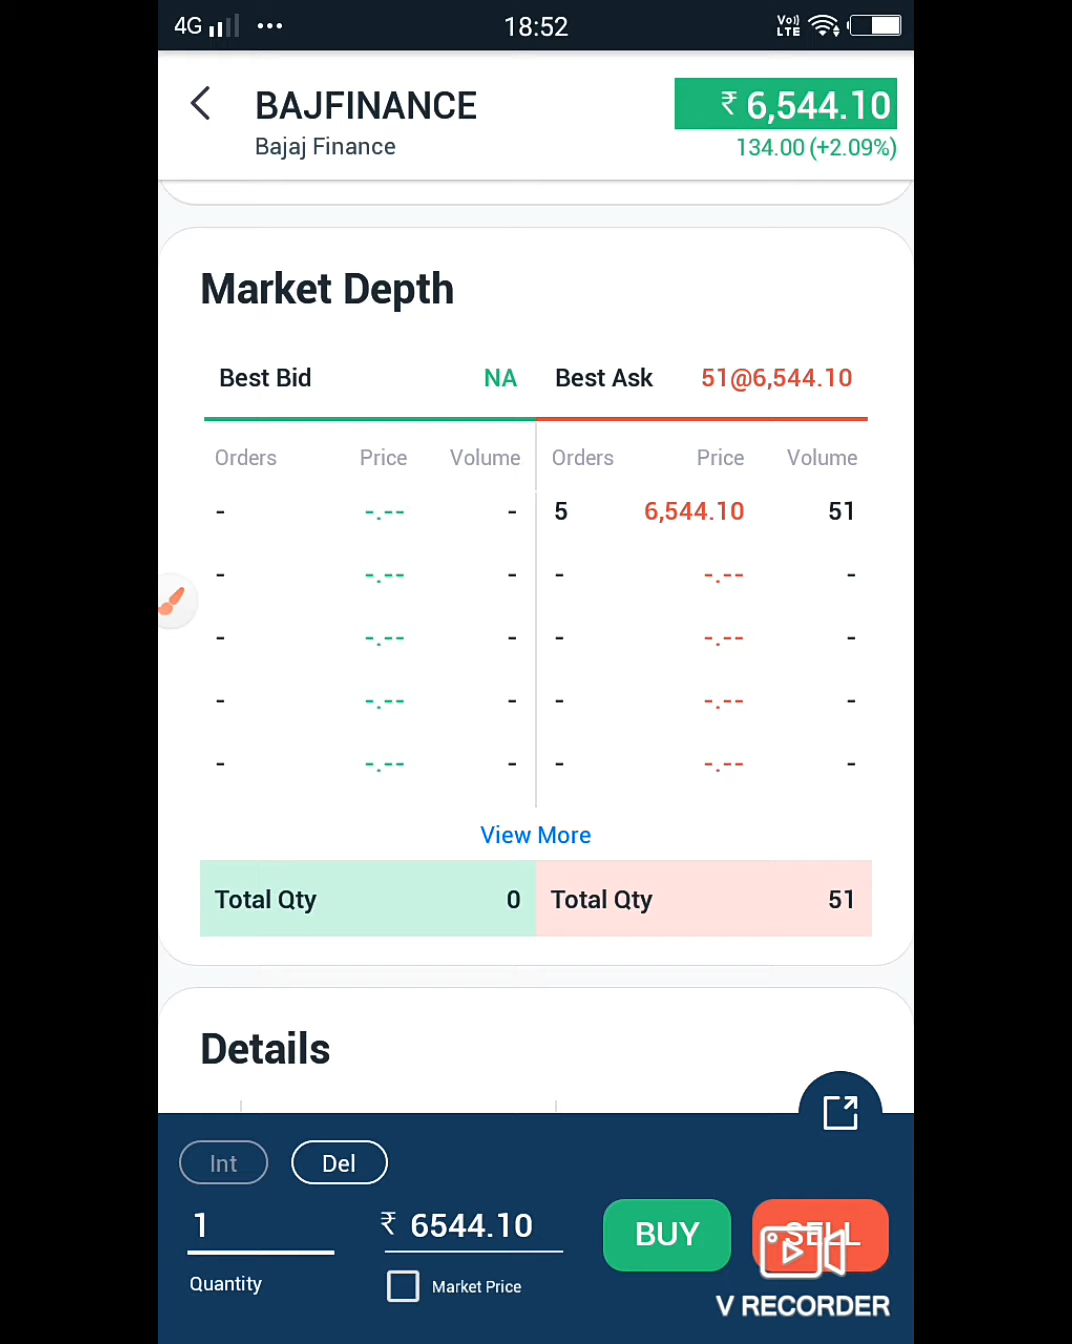 4G ••• 18:52 Vo)) LTE
BAJFINANCE ₹ 6,544.10
Bajaj Finance 134.00 (+2.09%)
Market Depth
Best Bid NA Best Ask 51@6,544.10
Orders Price Volume Orders Price Volume
- -.-- - 5 6,544.10 51
- -.-- - - -.-- -
- -.-- - - -.-- -
- -.-- - - -.-- -
- -.-- - - -.-- -
View More
Total Qty 0 Total Qty 51
Details
Int Del
1 ₹ 6544.10 BUY SELL
Quantity Market Price
V RECORDER